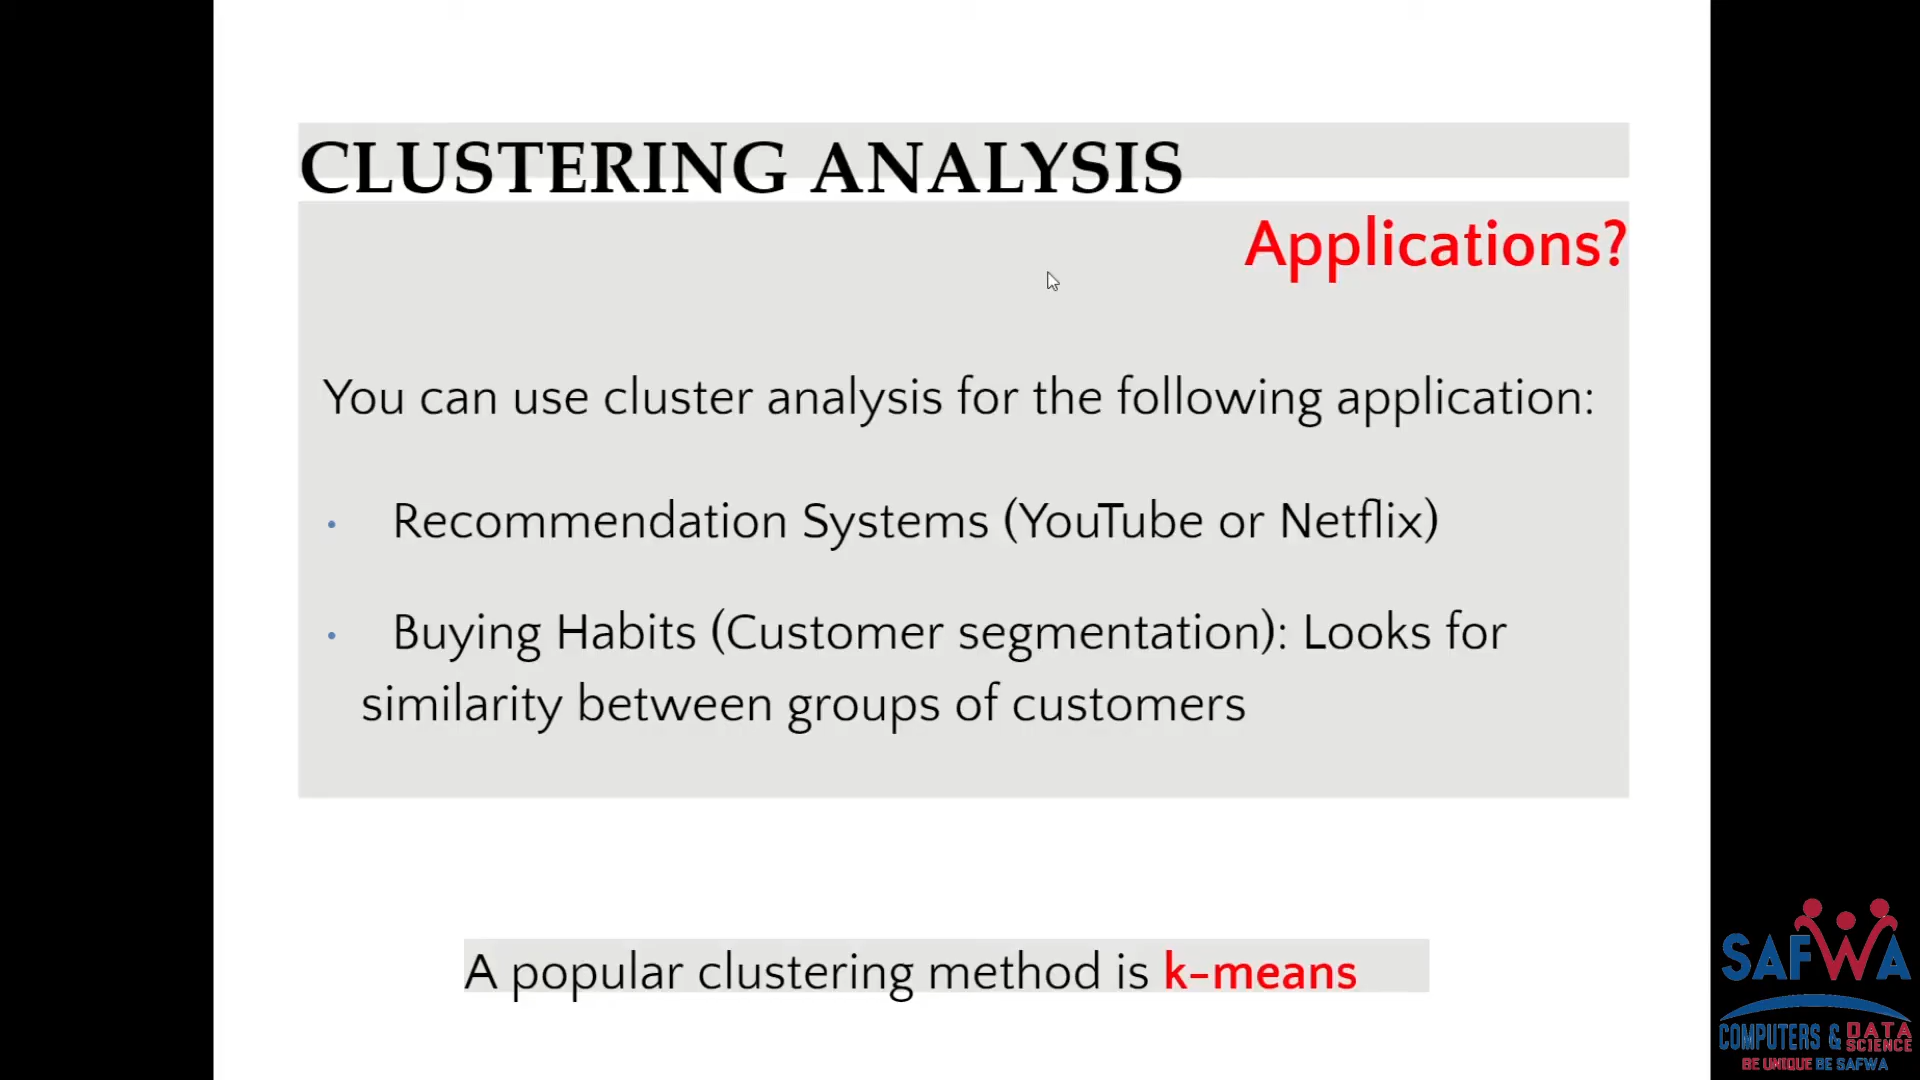 CLUSTERING ANALYSIS
Applications?
You can use cluster analysis for the following application:
• Recommendation Systems (YouTube or Netflix)
• Buying Habits (Customer segmentation): Looks for
similarity between groups of customers
A popular clustering method is k-means
SAFWA
COMPUTERS & DATA SCIENCE
BE UNIQUE BE SAFWA